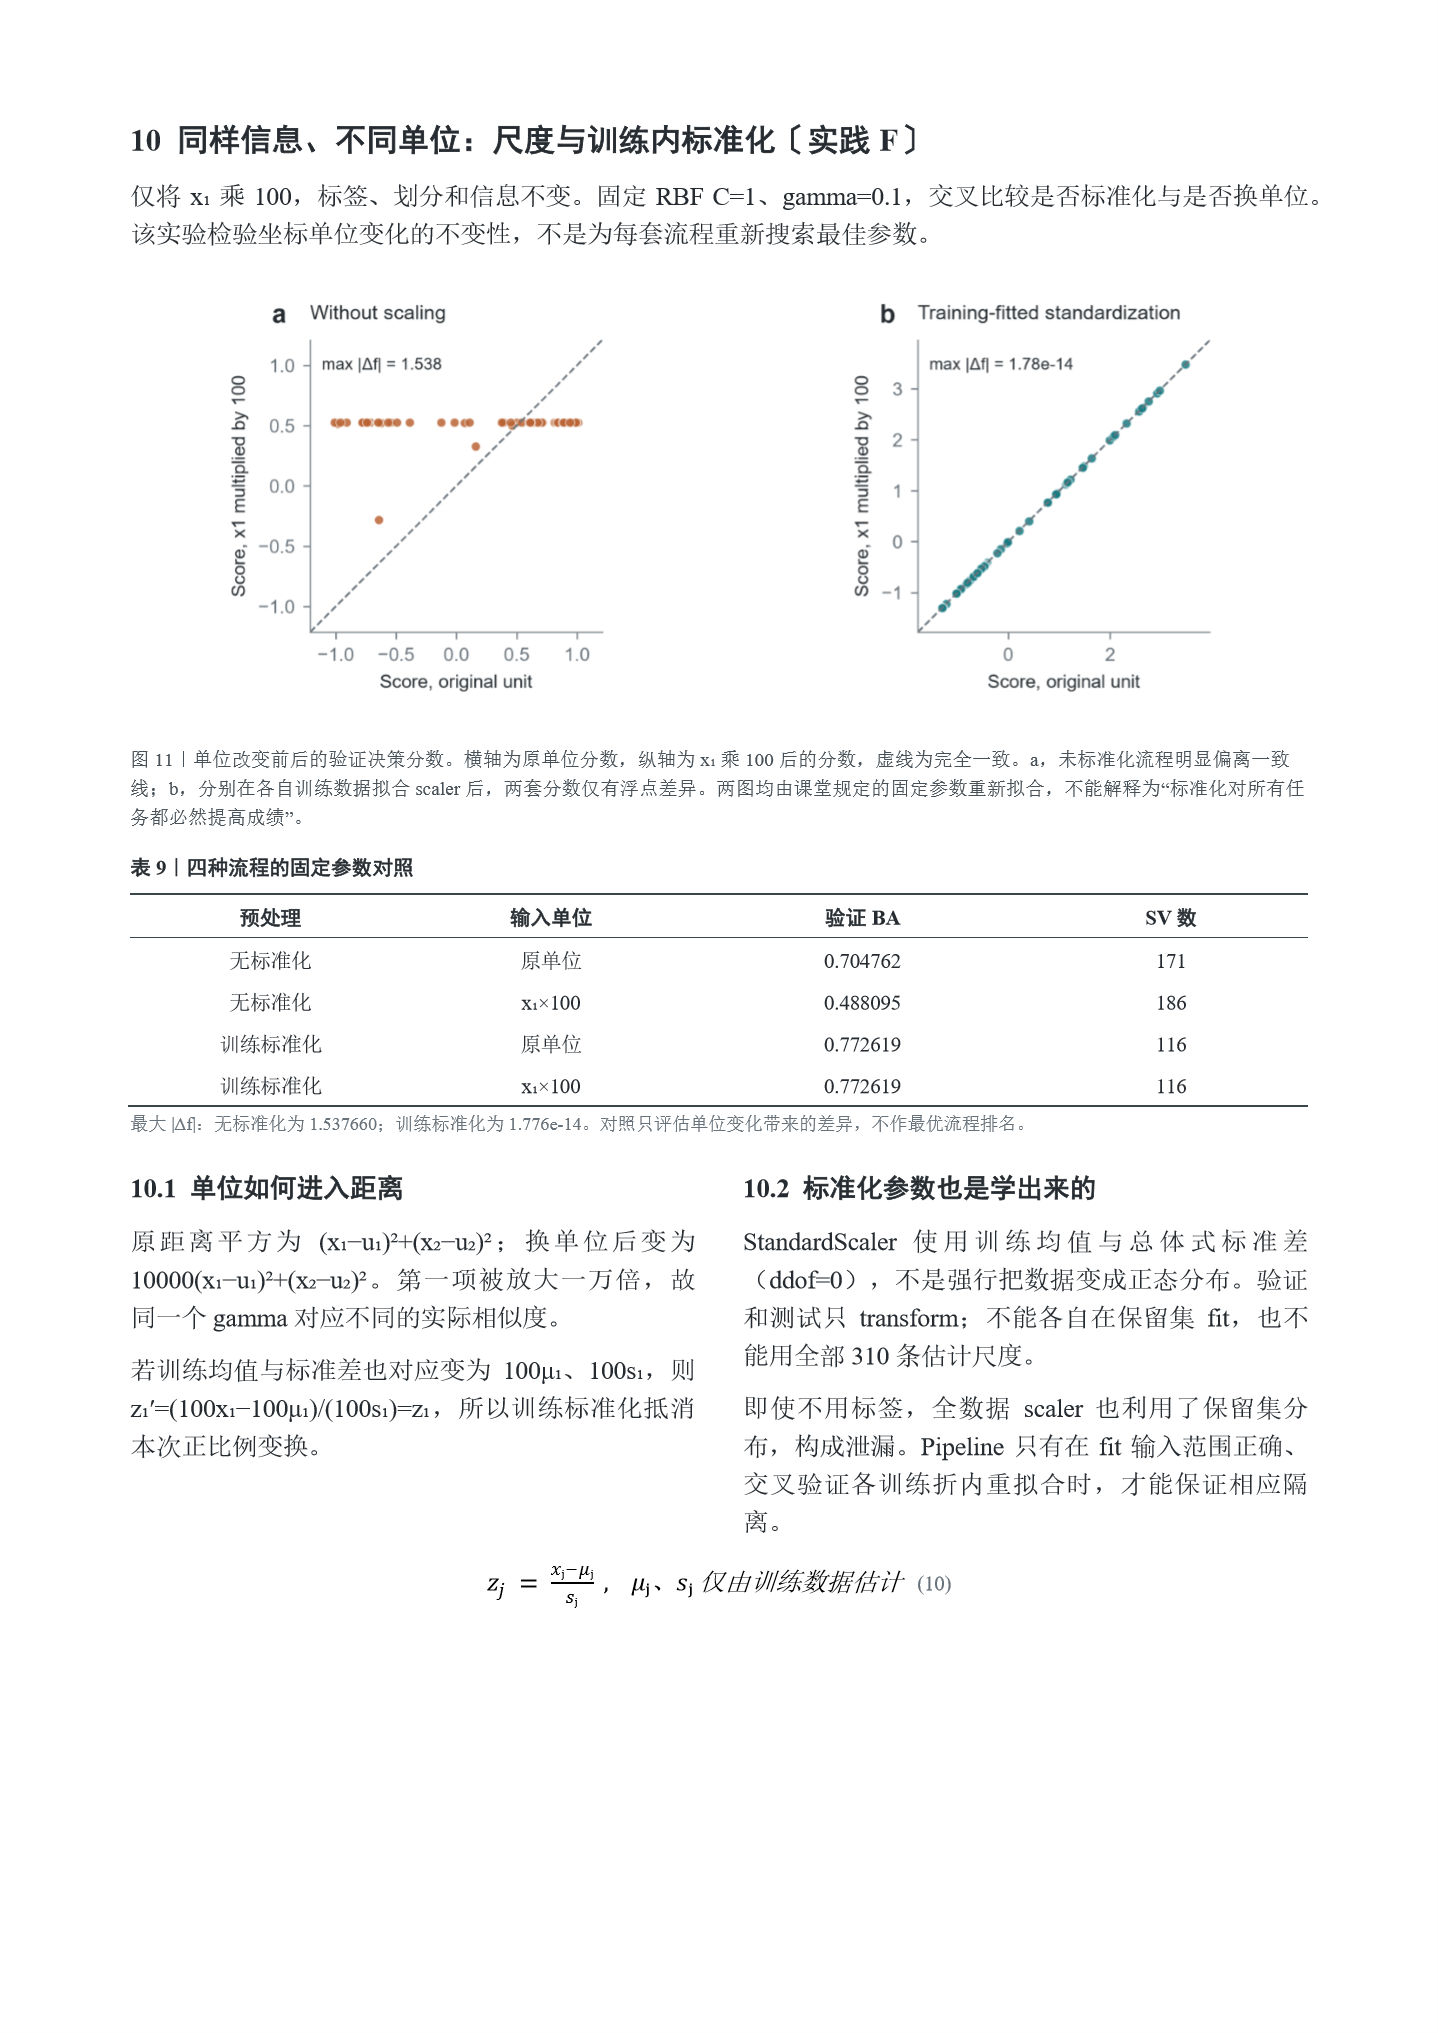 10 同样信息、不同单位：尺度与训练内标准化〔实践 F〕
仅将 x₁ 乘 100，标签、划分和信息不变。固定 RBF C=1、gamma=0.1，交叉比较是否标准化与是否换单位。
该实验检验坐标单位变化的不变性，不是为每套流程重新搜索最佳参数。
a Without scaling
max |Δf| = 1.538
Score, x1 multiplied by 100
1.0
0.5
0.0
−0.5
−1.0
−1.0 −0.5 0.0 0.5 1.0
Score, original unit
b Training-fitted standardization
max |Δf| = 1.78e-14
Score, x1 multiplied by 100
3
2
1
0
−1
0 2
Score, original unit
图 11｜单位改变前后的验证决策分数。横轴为原单位分数，纵轴为 x₁ 乘 100 后的分数，虚线为完全一致。a，未标准化流程明显偏离一致
线；b，分别在各自训练数据拟合 scaler 后，两套分数仅有浮点差异。两图均由课堂规定的固定参数重新拟合，不能解释为“标准化对所有任
务都必然提高成绩”。
表 9｜四种流程的固定参数对照
预处理 输入单位 验证 BA SV 数
无标准化 原单位 0.704762 171
无标准化 x₁×100 0.488095 186
训练标准化 原单位 0.772619 116
训练标准化 x₁×100 0.772619 116
最大 |Δf|：无标准化为 1.537660；训练标准化为 1.776e-14。对照只评估单位变化带来的差异，不作最优流程排名。
10.1 单位如何进入距离
原距离平方为 (x₁−u₁)²+(x₂−u₂)²；换单位后变为
10000(x₁−u₁)²+(x₂−u₂)²。第一项被放大一万倍，故
同一个 gamma 对应不同的实际相似度。
若训练均值与标准差也对应变为 100μ₁、100s₁，则
z₁′=(100x₁−100μ₁)/(100s₁)=z₁，所以训练标准化抵消
本次正比例变换。
10.2 标准化参数也是学出来的
StandardScaler 使用训练均值与总体式标准差
（ddof=0），不是强行把数据变成正态分布。验证
和测试只 transform；不能各自在保留集 fit，也不
能用全部 310 条估计尺度。
即使不用标签，全数据 scaler 也利用了保留集分
布，构成泄漏。Pipeline 只有在 fit 输入范围正确、
交叉验证各训练折内重拟合时，才能保证相应隔
离。
zⱼ = (xⱼ−μⱼ)/sⱼ， μⱼ、sⱼ 仅由训练数据估计 (10)